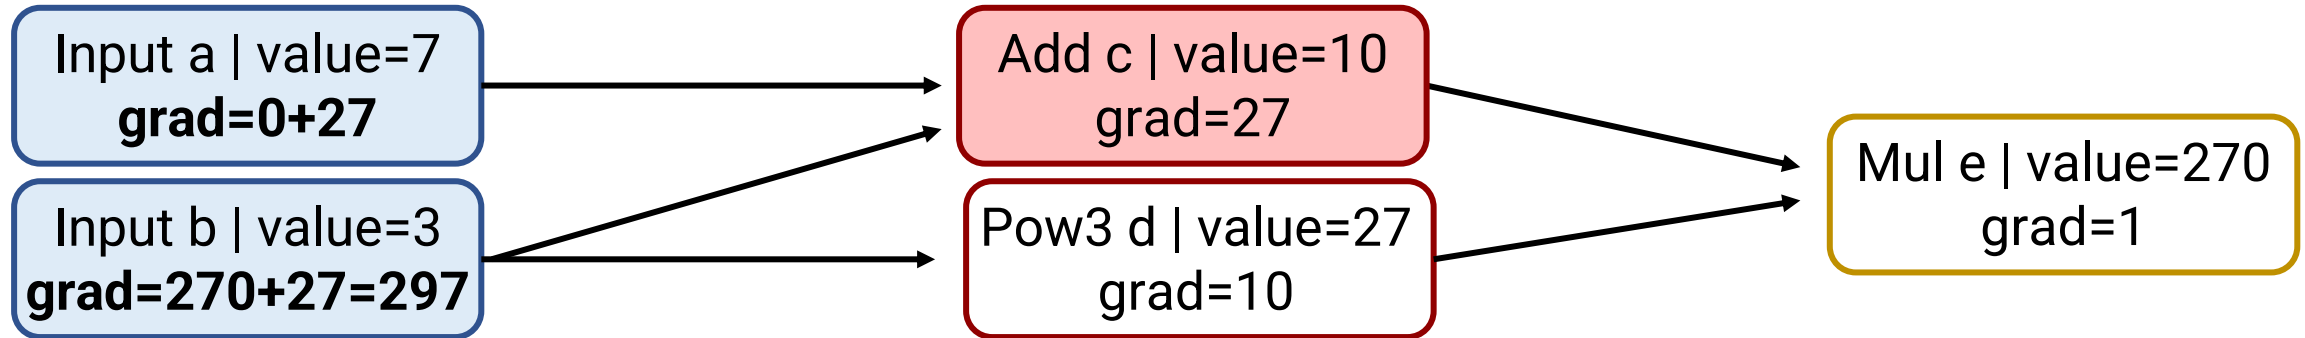 Input a | value=7
grad=0+27
Input b | value=3
grad=270+27=297
Add c | value=10
grad=27
Pow3 d | value=27
grad=10
Mul e | value=270
grad=1